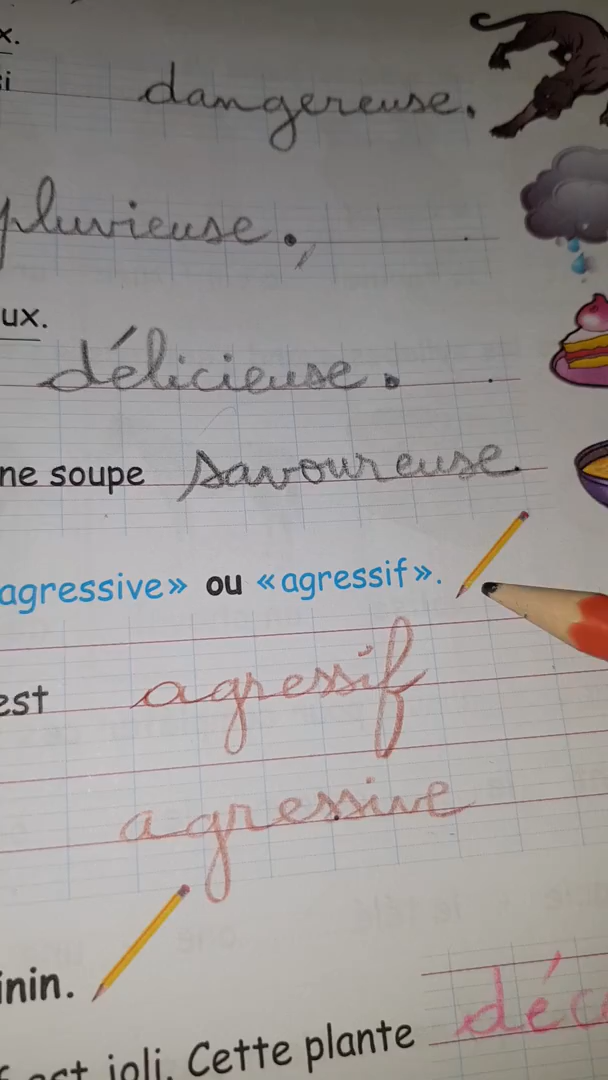 x.
dangereuse.
pluvieuse.
ux.
délicieuse.
ne soupe savoureuse.
agressive» ou «agressif».
est agressif
agressive
inin.
est joli. Cette plante